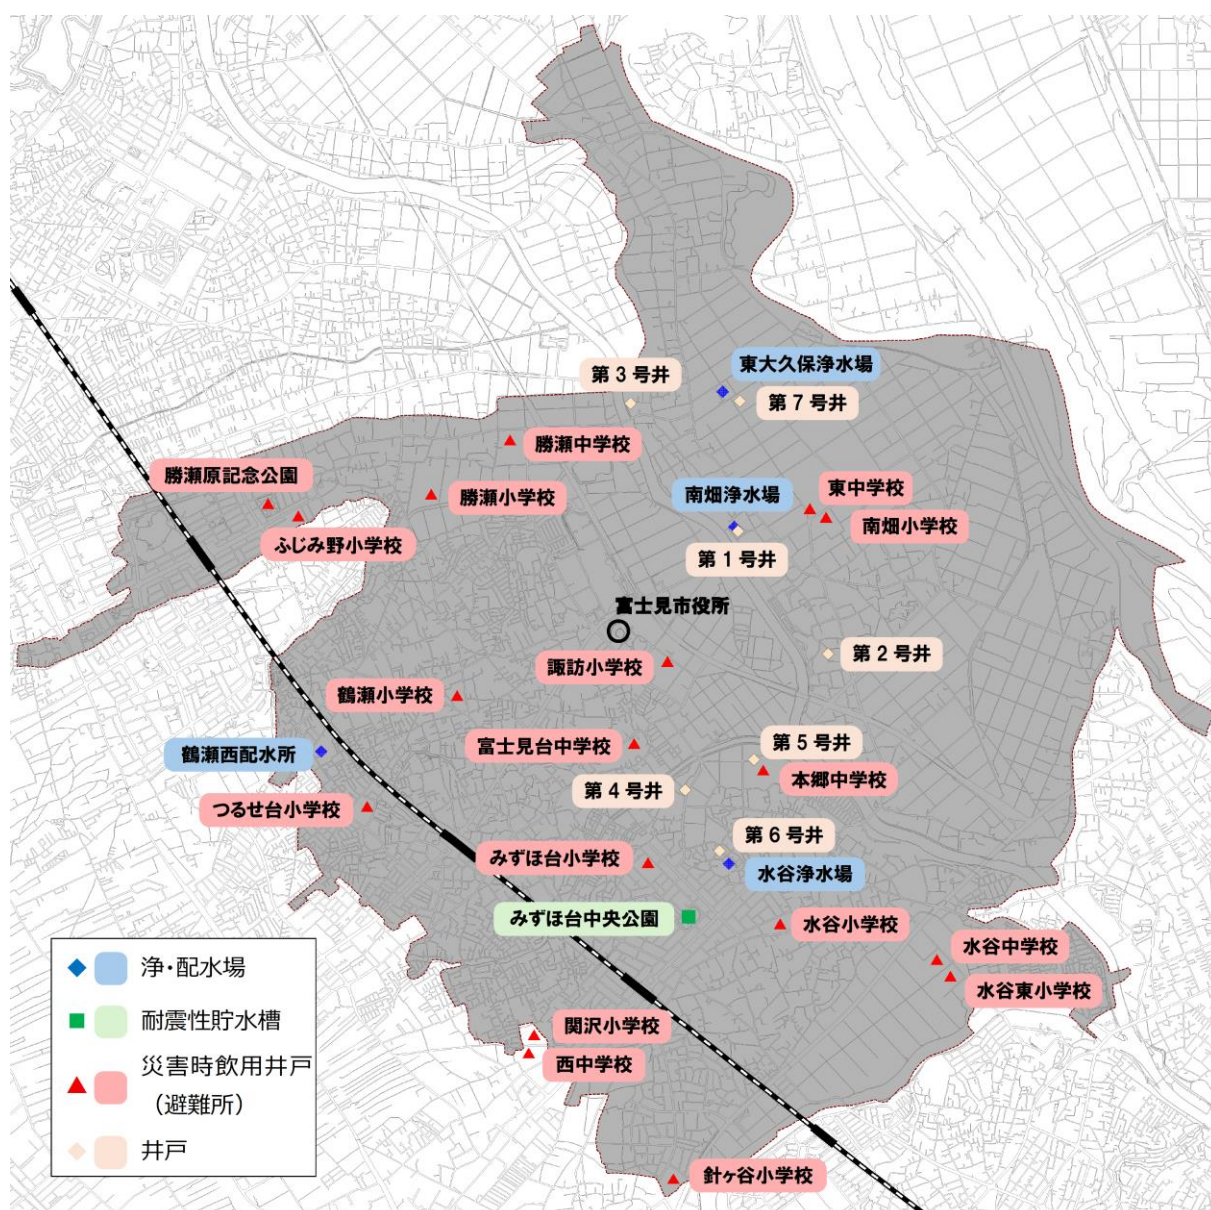 東大久保浄水場
第3号井
第7号井
勝瀬中学校
勝瀬原記念公園
勝瀬小学校
南畑浄水場
東中学校
南畑小学校
ふじみ野小学校
第1号井
富士見市役所
第2号井
諏訪小学校
鶴瀬小学校
富士見台中学校
第5号井
鶴瀬西配水所
本郷中学校
第4号井
つるせ台小学校
第6号井
みずほ台小学校
水谷浄水場
みずほ台中央公園
水谷小学校
水谷中学校
水谷東小学校
関沢小学校
西中学校
針ヶ谷小学校
浄・配水場
耐震性貯水槽
災害時飲用井戸
（避難所）
井戸